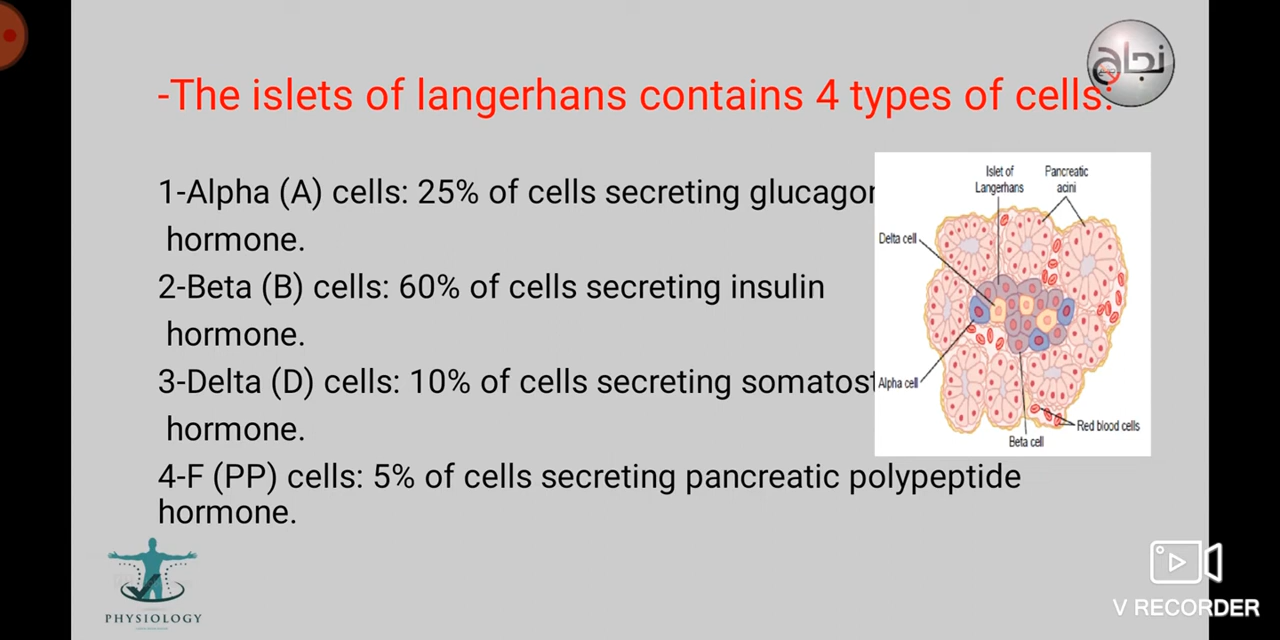 نجاح
-The islets of langerhans contains 4 types of cells:
1-Alpha (A) cells: 25% of cells secreting glucagon
hormone.
2-Beta (B) cells: 60% of cells secreting insulin
hormone.
3-Delta (D) cells: 10% of cells secreting somatost
hormone.
4-F (PP) cells: 5% of cells secreting pancreatic polypeptide
hormone.
Islet of
Langerhans
Pancreatic
acini
Delta cell
Alpha cell
Beta cell
Red blood cells
PHYSIOLOGY
V RECORDER